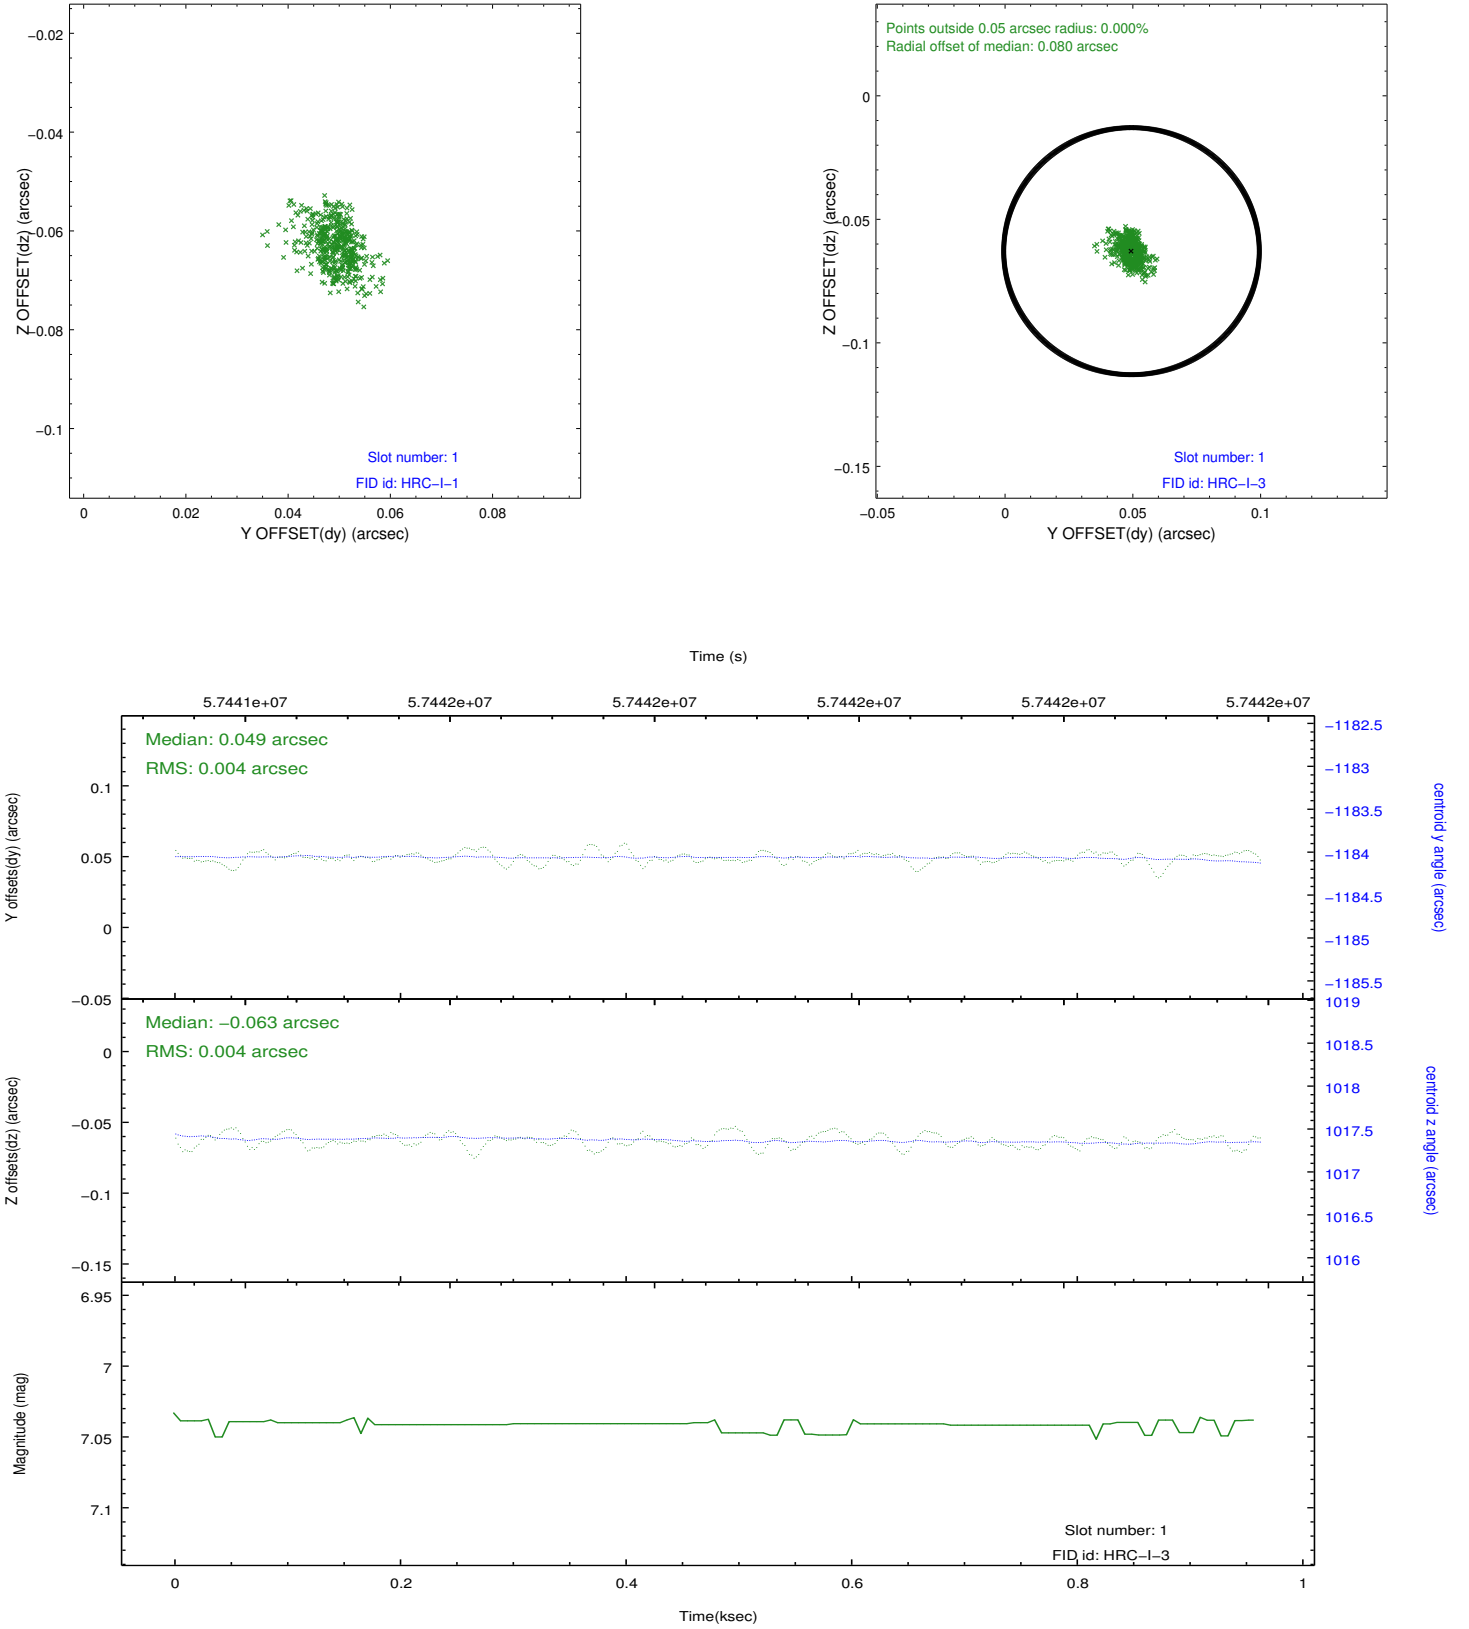 −0.02
−0.04
−0.06
−0.08
−0.1
Z OFFSET(dz) (arcsec)
Slot number: 1
FID id: HRC−I−1
0 0.02 0.04 0.06 0.08
Y OFFSET(dy) (arcsec)
Points outside 0.05 arcsec radius: 0.000%
Radial offset of median: 0.080 arcsec
0
−0.05
−0.1
−0.15
Z OFFSET(dz) (arcsec)
Slot number: 1
FID id: HRC−I−3
−0.05 0 0.05 0.1
Y OFFSET(dy) (arcsec)
Time (s)
5.7441e+07 5.7442e+07 5.7442e+07 5.7442e+07 5.7442e+07 5.7442e+07
Median: 0.049 arcsec
RMS: 0.004 arcsec
0.1
0.05
0
−0.05
Y offsets(dy) (arcsec)
−1182.5
−1183
−1183.5
−1184
−1184.5
−1185
−1185.5
centroid y angle (arcsec)
Median: −0.063 arcsec
RMS: 0.004 arcsec
0
−0.05
−0.1
−0.15
Z offsets(dz) (arcsec)
1019
1018.5
1018
1017.5
1017
1016.5
1016
centroid z angle (arcsec)
6.95
7
7.05
7.1
Magnitude (mag)
Slot number: 1
FID id: HRC−I−3
0 0.2 0.4 0.6 0.8 1
Time(ksec)